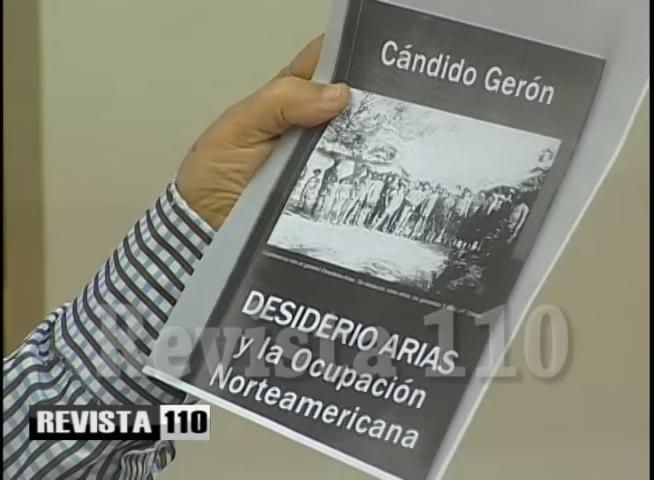 Cándido Gerón
DESIDERIO ARIAS
y la Ocupación
Norteamericana
Revista 110
REVISTA 110